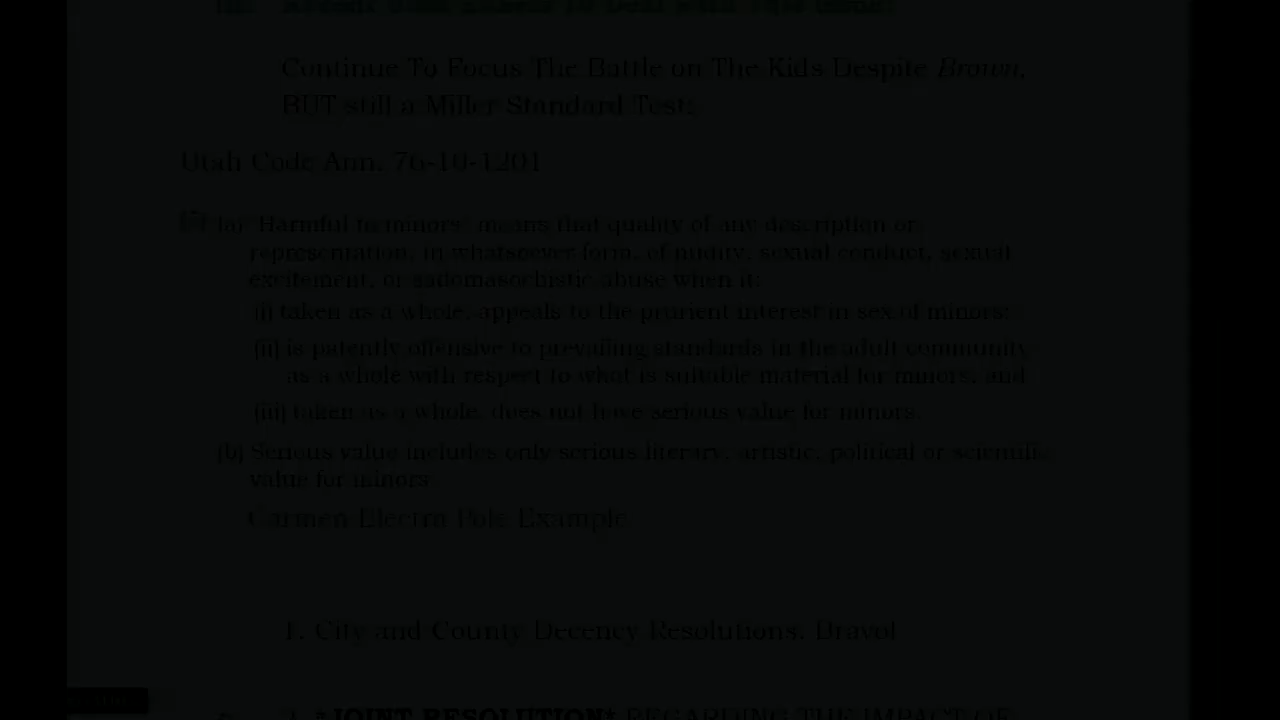 Continue To Focus The Battle on The Kids Despite Brown,
BUT still a Miller Standard Test:
Utah Code Ann. 76-10-1201
(a) "Harmful to minors" means that quality of any description or
representation, in whatsoever form, of nudity, sexual conduct, sexual
excitement, or sadomasochistic abuse when it:
(i) taken as a whole, appeals to the prurient interest in sex of minors;
(ii) is patently offensive to prevailing standards in the adult community
as a whole with respect to what is suitable material for minors; and
(iii) taken as a whole, does not have serious value for minors.
(b) Serious value includes only serious literary, artistic, political or scientific
value for minors
Carmen Electra Pole Example
1. City and County Decency Resolutions.
JOINT RESOLUTION* REGARDING THE IMPACT OF